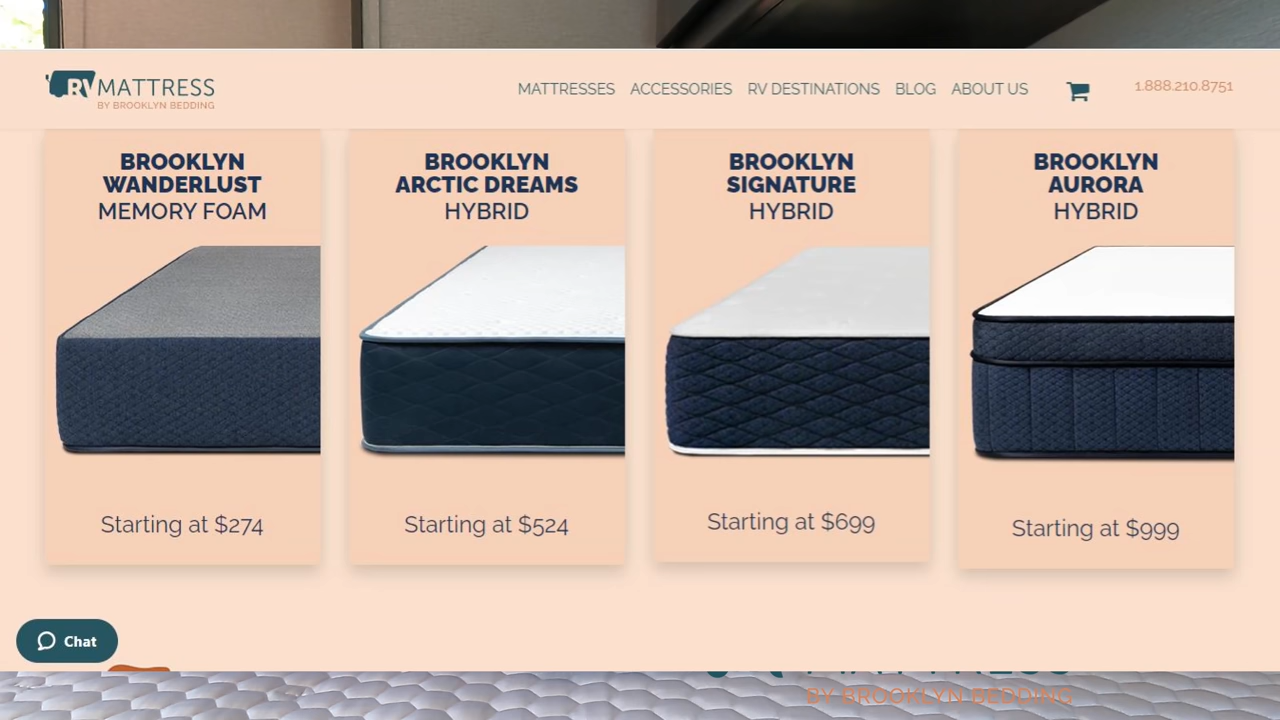 RV MATTRESS
BY BROOKLYN BEDDING
MATTRESSES ACCESSORIES RV DESTINATIONS BLOG ABOUT US
1.888.210.8751
BROOKLYN
WANDERLUST
MEMORY FOAM
Starting at $274
BROOKLYN
ARCTIC DREAMS
HYBRID
Starting at $524
BROOKLYN
SIGNATURE
HYBRID
Starting at $699
BROOKLYN
AURORA
HYBRID
Starting at $999
Chat
BY BROOKLYN BEDDING